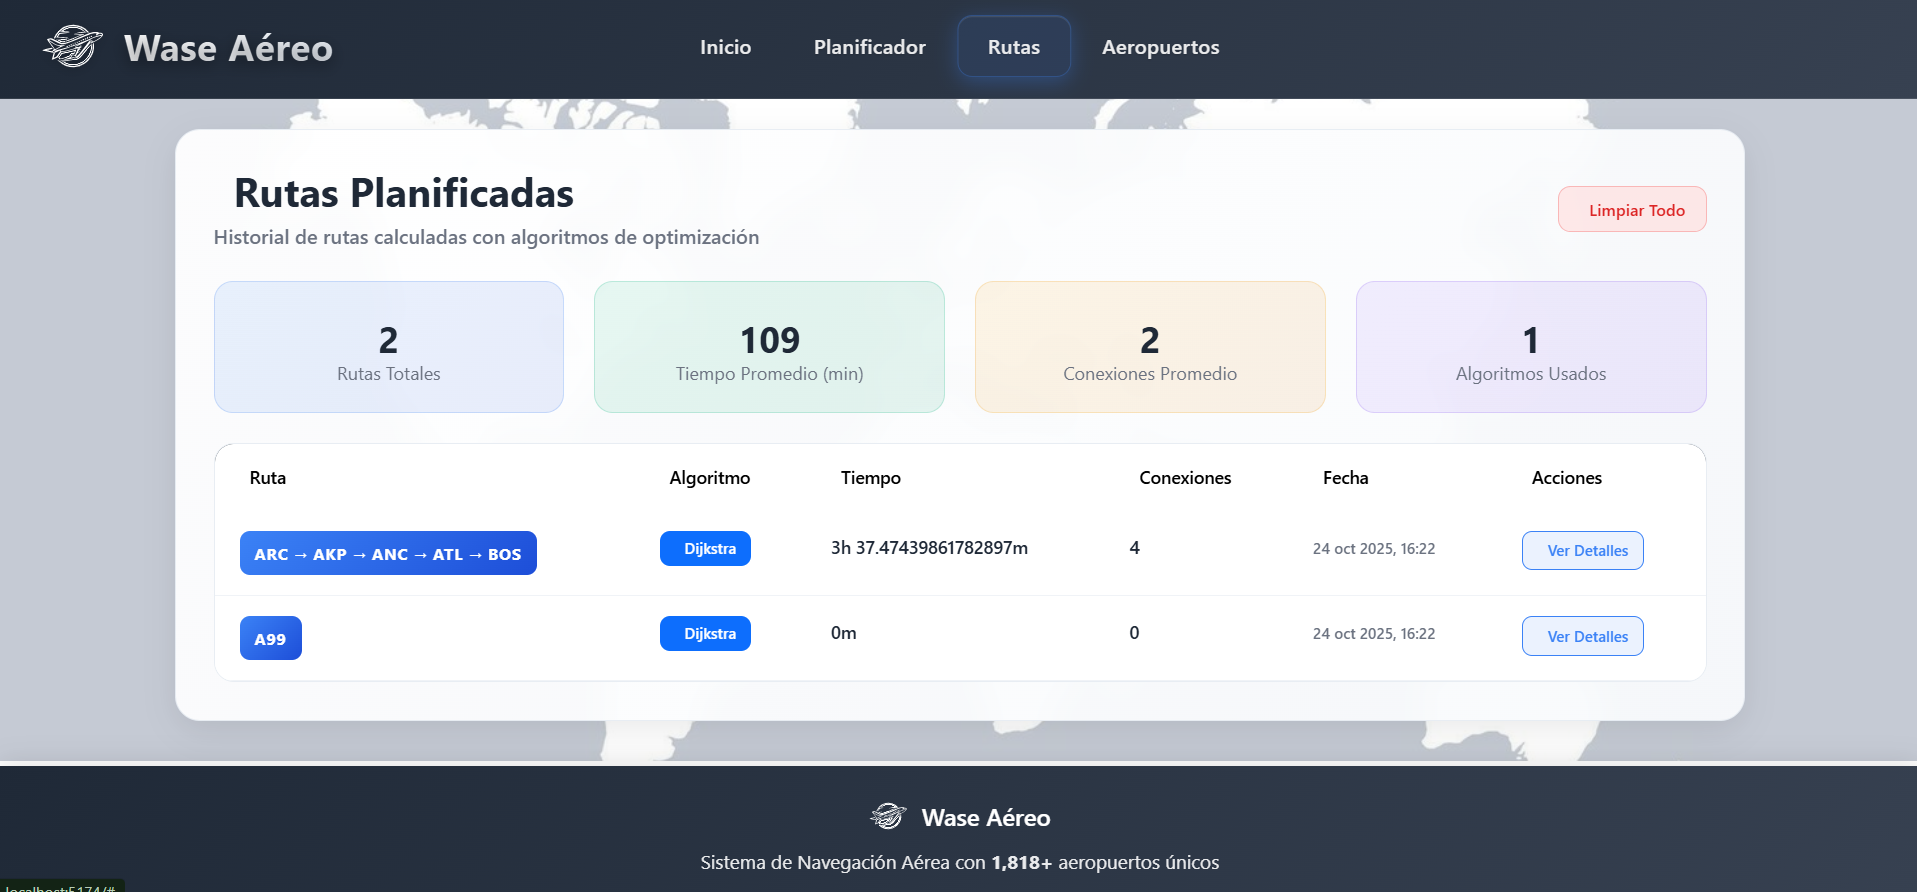 Wase Aéreo
Inicio Planificador Rutas Aeropuertos
Rutas Planificadas
Historial de rutas calculadas con algoritmos de optimización
Limpiar Todo
2
Rutas Totales
109
Tiempo Promedio (min)
2
Conexiones Promedio
1
Algoritmos Usados
Ruta Algoritmo Tiempo Conexiones Fecha Acciones
ARC → AKP → ANC → ATL → BOS Dijkstra 3h 37.47439861782897m 4 24 oct 2025, 16:22 Ver Detalles
A99 Dijkstra 0m 0 24 oct 2025, 16:22 Ver Detalles
Wase Aéreo
Sistema de Navegación Aérea con 1,818+ aeropuertos únicos
localhost:5174/#